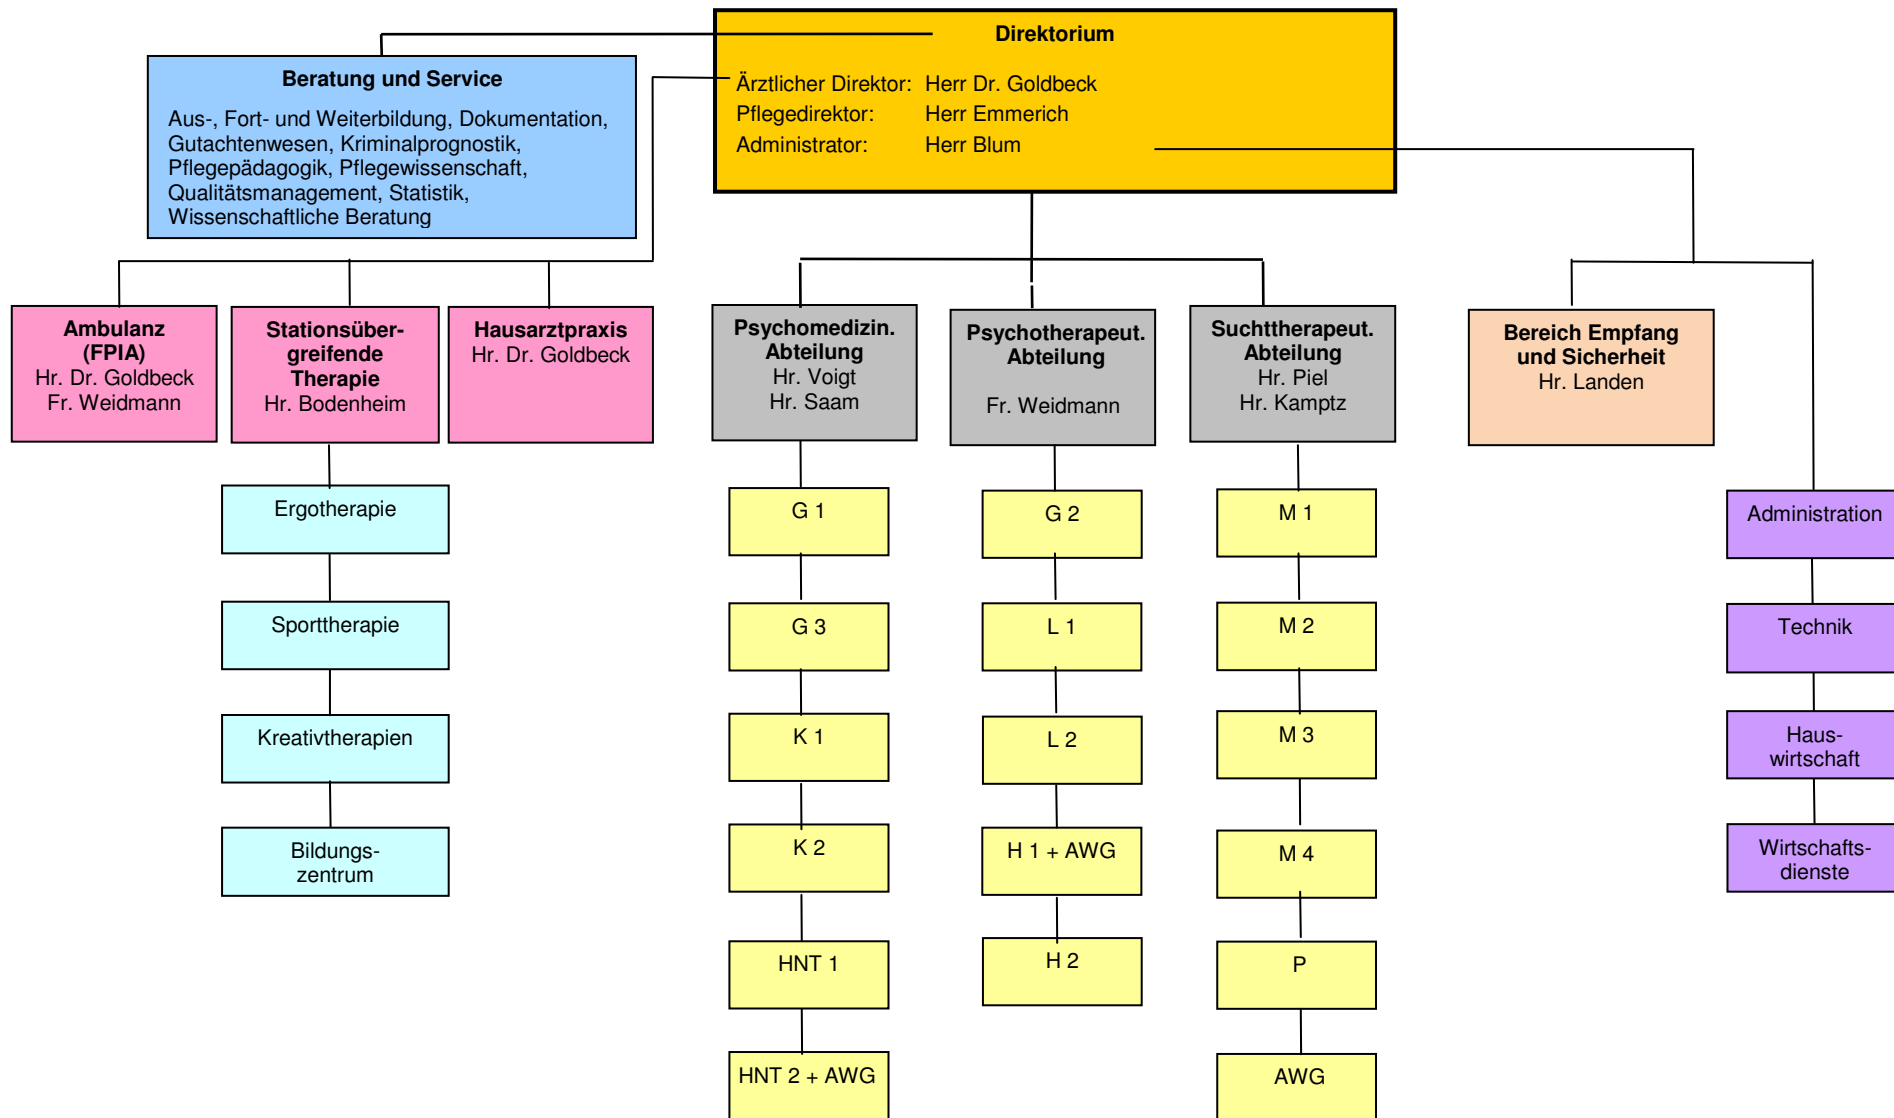 Direktorium
Ärztlicher Direktor: Herr Dr. Goldbeck
Pflegedirektor: Herr Emmerich
Administrator: Herr Blum
Beratung und Service
Aus-, Fort- und Weiterbildung, Dokumentation,
Gutachtenwesen, Kriminalprognostik,
Pflegepädagogik, Pflegewissenschaft,
Qualitätsmanagement, Statistik,
Wissenschaftliche Beratung
Ambulanz
(FPIA)
Hr. Dr. Goldbeck
Fr. Weidmann
Stationsüber-
greifende
Therapie
Hr. Bodenheim
Hausarztpraxis
Hr. Dr. Goldbeck
Psychomedizin.
Abteilung
Hr. Voigt
Hr. Saam
Psychotherapeut.
Abteilung
Fr. Weidmann
Suchttherapeut.
Abteilung
Hr. Piel
Hr. Kamptz
Bereich Empfang
und Sicherheit
Hr. Landen
Ergotherapie
Sporttherapie
Kreativtherapien
Bildungs-
zentrum
G 1
G 3
K 1
K 2
HNT 1
HNT 2 + AWG
G 2
L 1
L 2
H 1 + AWG
H 2
M 1
M 2
M 3
M 4
P
AWG
Administration
Technik
Haus-
wirtschaft
Wirtschafts-
dienste